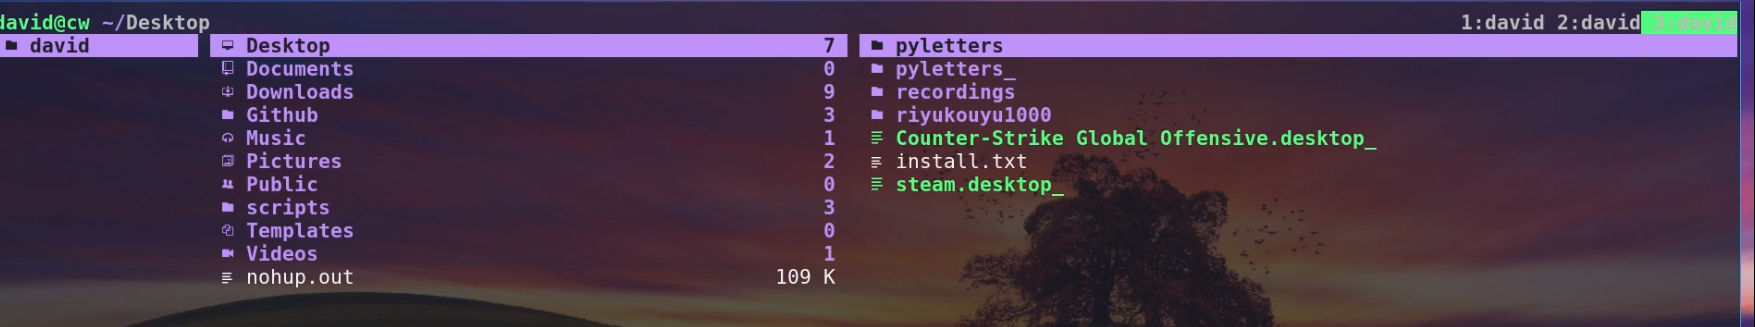 david@cw ~/Desktop 1:david 2:david 3:david
david Desktop 7 pyletters
Documents 0 pyletters_
Downloads 9 recordings
Github 3 riyukouyu1000
Music 1 Counter-Strike Global Offensive.desktop_
Pictures 2 install.txt
Public 0 steam.desktop_
scripts 3
Templates 0
Videos 1
nohup.out 109 K